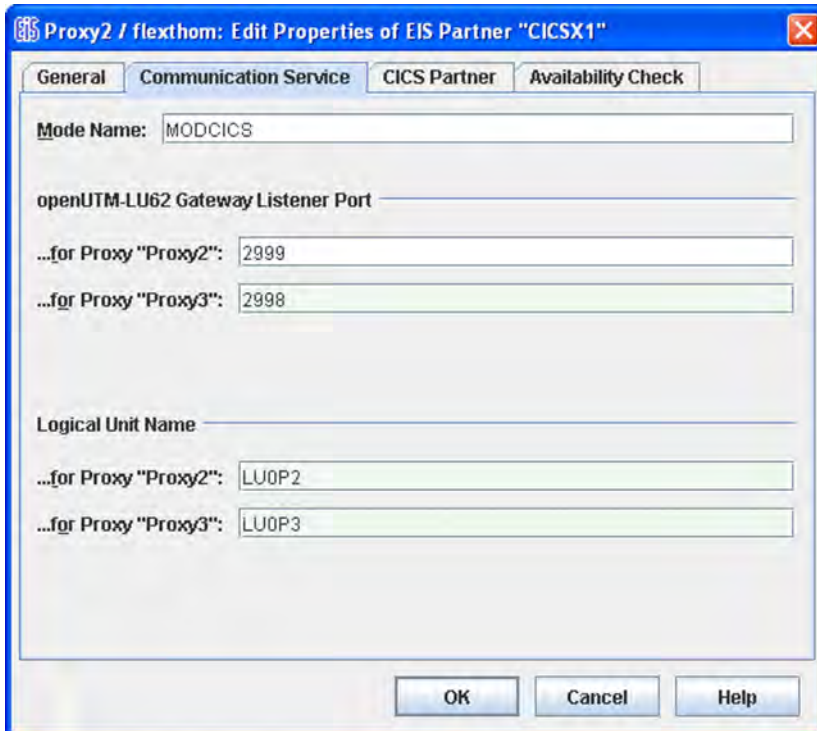 EIS Proxy2 / flexthom: Edit Properties of EIS Partner "CICSX1"
General Communication Service CICS Partner Availability Check
Mode Name: MODCICS
openUTM-LU62 Gateway Listener Port
...for Proxy "Proxy2": 2999
...for Proxy "Proxy3": 2998
Logical Unit Name
...for Proxy "Proxy2": LU0P2
...for Proxy "Proxy3": LU0P3
OK Cancel Help